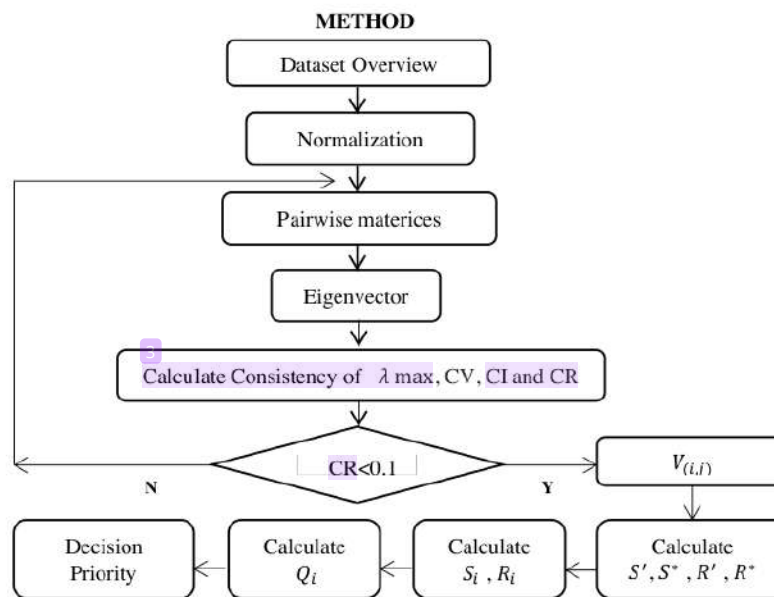 METHOD
Dataset Overview
Normalization
Pairwise materices
Eigenvector
3
Calculate Consistency of λ max, CV, CI and CR
CR<0.1
N
Y
V(i,j)
Decision
Priority
Calculate
Qi
Calculate
Si , Ri
Calculate
S', S*, R', R*